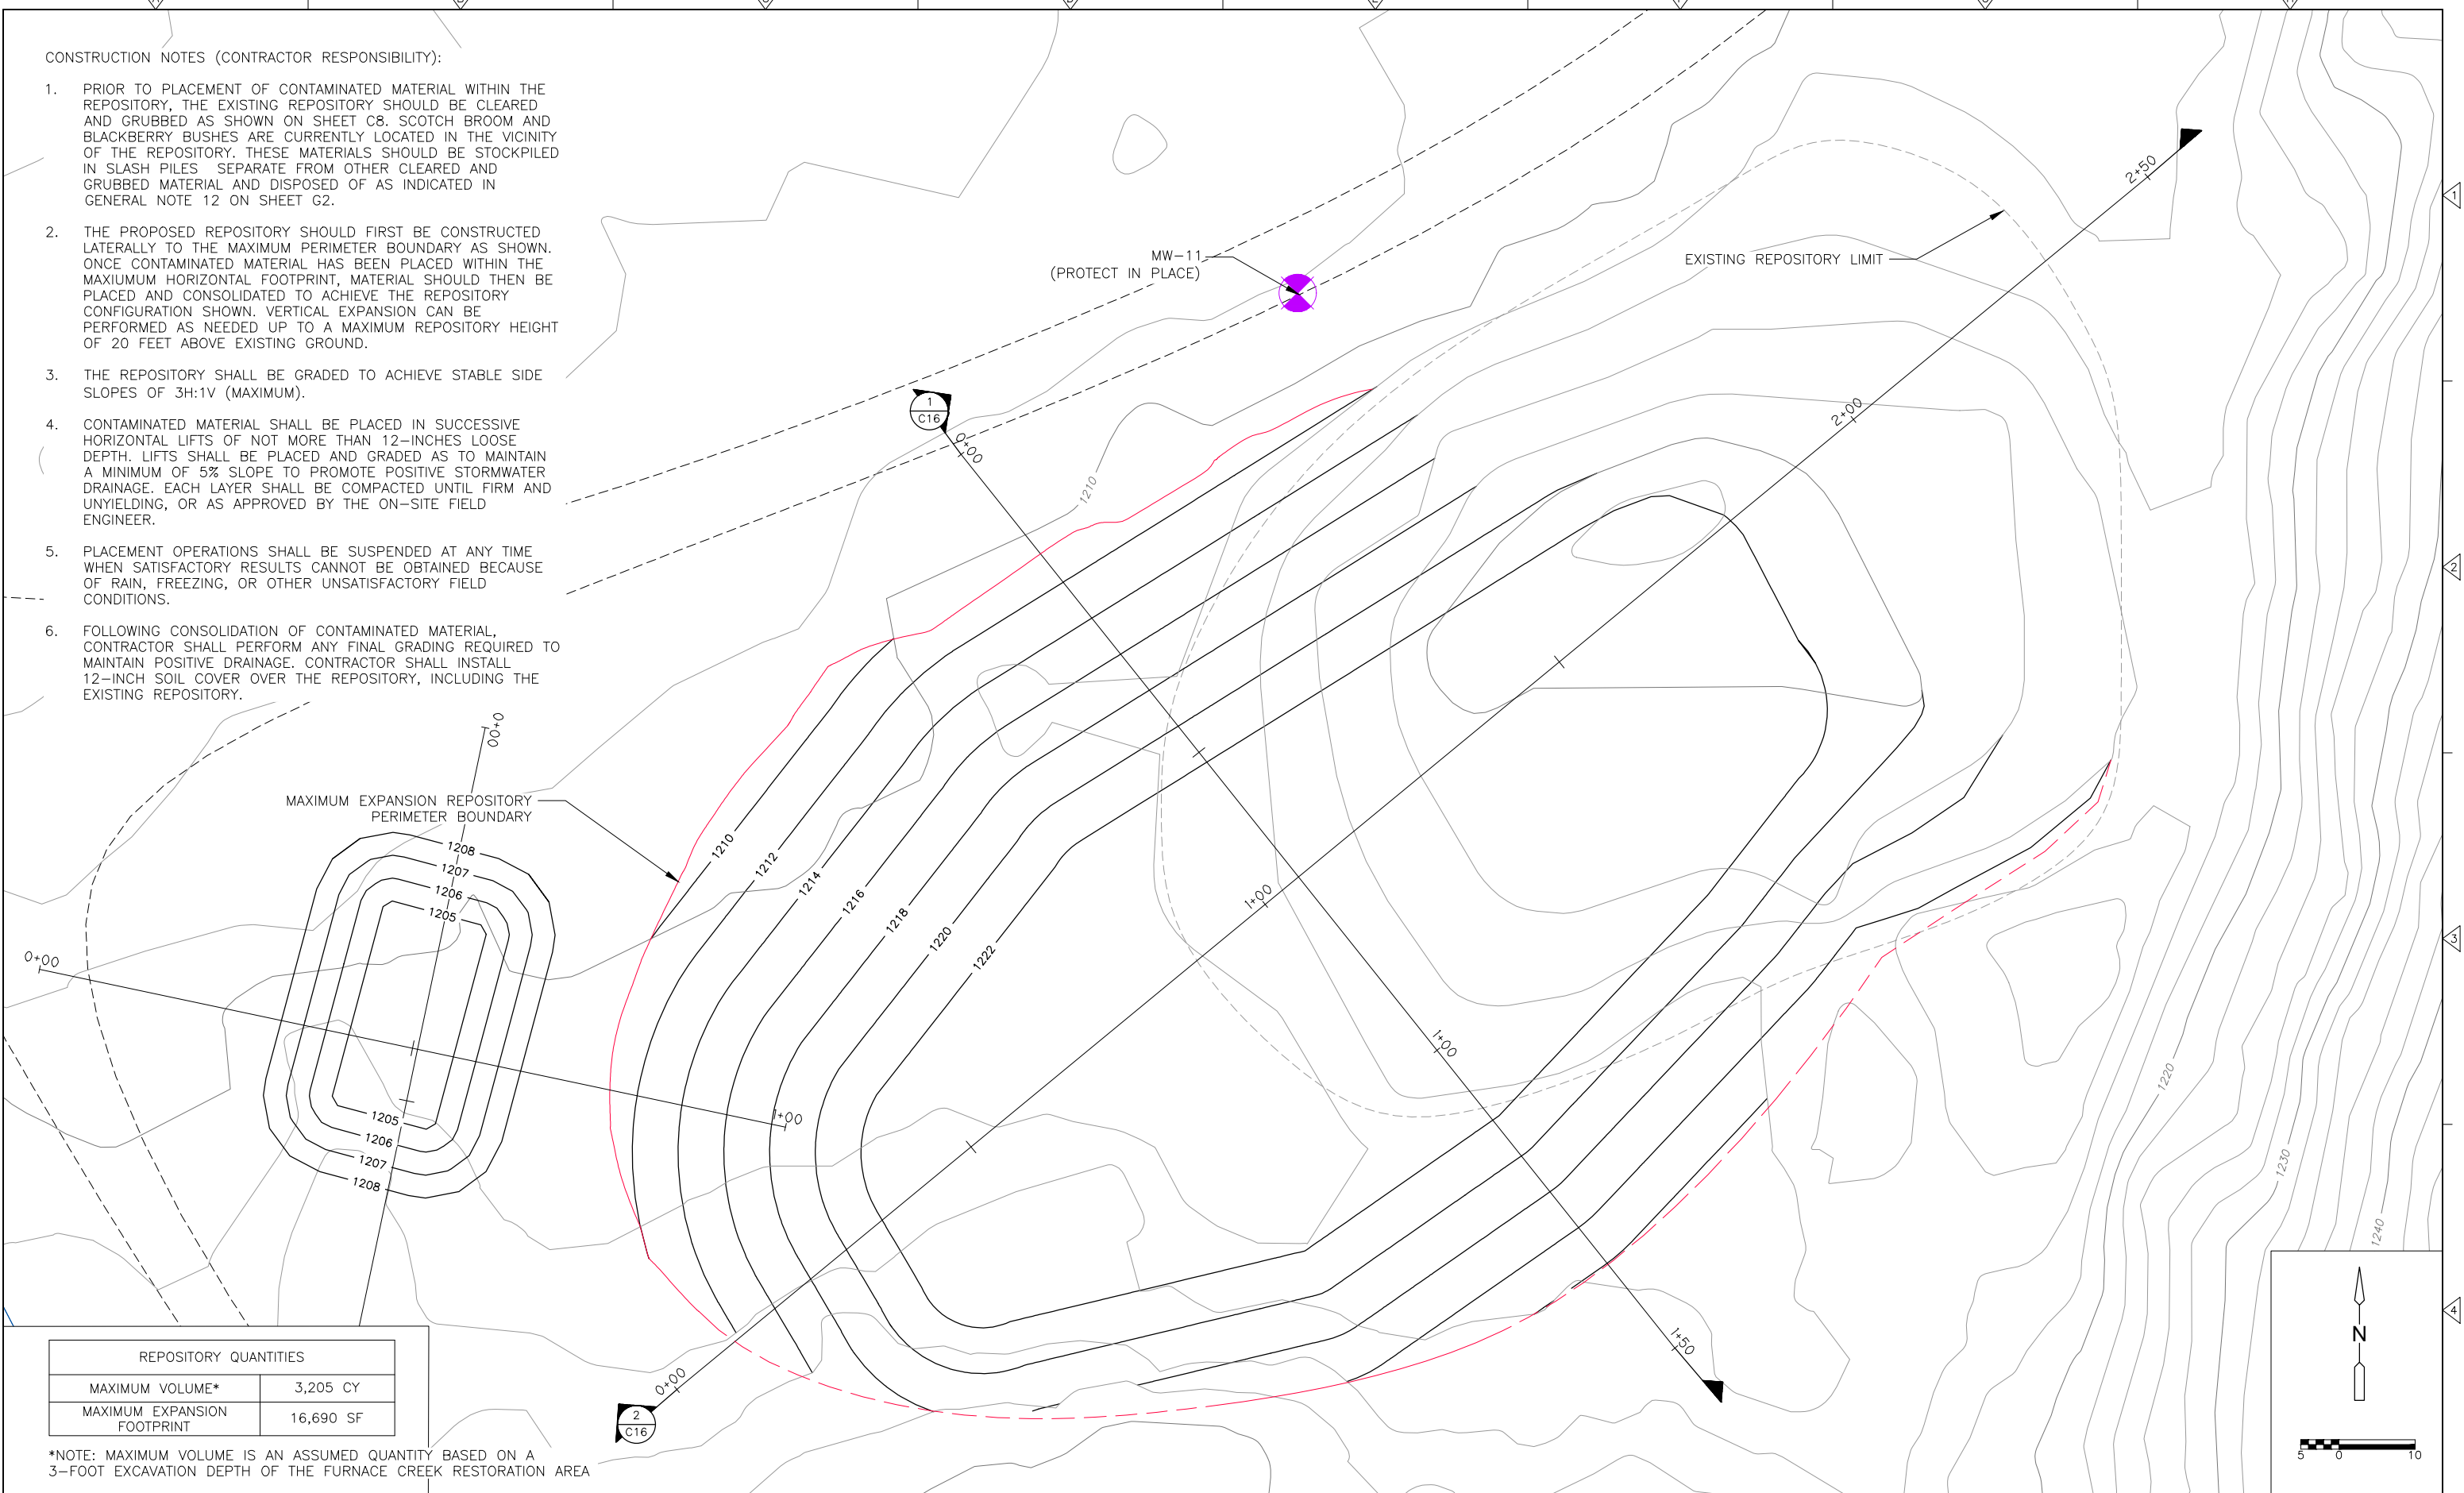 CONSTRUCTION NOTES (CONTRACTOR RESPONSIBILITY):
1. PRIOR TO PLACEMENT OF CONTAMINATED MATERIAL WITHIN THE
REPOSITORY, THE EXISTING REPOSITORY SHOULD BE CLEARED
AND GRUBBED AS SHOWN ON SHEET C8. SCOTCH BROOM AND
BLACKBERRY BUSHES ARE CURRENTLY LOCATED IN THE VICINITY
OF THE REPOSITORY. THESE MATERIALS SHOULD BE STOCKPILED
IN SLASH PILES SEPARATE FROM OTHER CLEARED AND
GRUBBED MATERIAL AND DISPOSED OF AS INDICATED IN
GENERAL NOTE 12 ON SHEET G2.
2. THE PROPOSED REPOSITORY SHOULD FIRST BE CONSTRUCTED
LATERALLY TO THE MAXIMUM PERIMETER BOUNDARY AS SHOWN.
ONCE CONTAMINATED MATERIAL HAS BEEN PLACED WITHIN THE
MAXIUMUM HORIZONTAL FOOTPRINT, MATERIAL SHOULD THEN BE
PLACED AND CONSOLIDATED TO ACHIEVE THE REPOSITORY
CONFIGURATION SHOWN. VERTICAL EXPANSION CAN BE
PERFORMED AS NEEDED UP TO A MAXIMUM REPOSITORY HEIGHT
OF 20 FEET ABOVE EXISTING GROUND.
3. THE REPOSITORY SHALL BE GRADED TO ACHIEVE STABLE SIDE
SLOPES OF 3H:1V (MAXIMUM).
4. CONTAMINATED MATERIAL SHALL BE PLACED IN SUCCESSIVE
HORIZONTAL LIFTS OF NOT MORE THAN 12-INCHES LOOSE
DEPTH. LIFTS SHALL BE PLACED AND GRADED AS TO MAINTAIN
A MINIMUM OF 5% SLOPE TO PROMOTE POSITIVE STORMWATER
DRAINAGE. EACH LAYER SHALL BE COMPACTED UNTIL FIRM AND
UNYIELDING, OR AS APPROVED BY THE ON-SITE FIELD
ENGINEER.
5. PLACEMENT OPERATIONS SHALL BE SUSPENDED AT ANY TIME
WHEN SATISFACTORY RESULTS CANNOT BE OBTAINED BECAUSE
OF RAIN, FREEZING, OR OTHER UNSATISFACTORY FIELD
CONDITIONS.
6. FOLLOWING CONSOLIDATION OF CONTAMINATED MATERIAL,
CONTRACTOR SHALL PERFORM ANY FINAL GRADING REQUIRED TO
MAINTAIN POSITIVE DRAINAGE. CONTRACTOR SHALL INSTALL
12-INCH SOIL COVER OVER THE REPOSITORY, INCLUDING THE
EXISTING REPOSITORY.
MW-11
(PROTECT IN PLACE)
EXISTING REPOSITORY LIMIT
2+50
2+00
1
C16
0+00
1210
0+00
MAXIMUM EXPANSION REPOSITORY
PERIMETER BOUNDARY
1208
1207
1206
1205
0+00
1+00
1205
1206
1207
1208
1210
1212
1214
1216
1218
1220
1222
1+00
1+00
1+50
0+00
2
C16
1220
1230
1240
1
2
3
4
REPOSITORY QUANTITIES
MAXIMUM VOLUME* 3,205 CY
MAXIMUM EXPANSION
FOOTPRINT 16,690 SF
*NOTE: MAXIMUM VOLUME IS AN ASSUMED QUANTITY BASED ON A
3-FOOT EXCAVATION DEPTH OF THE FURNACE CREEK RESTORATION AREA
N
5 0 10